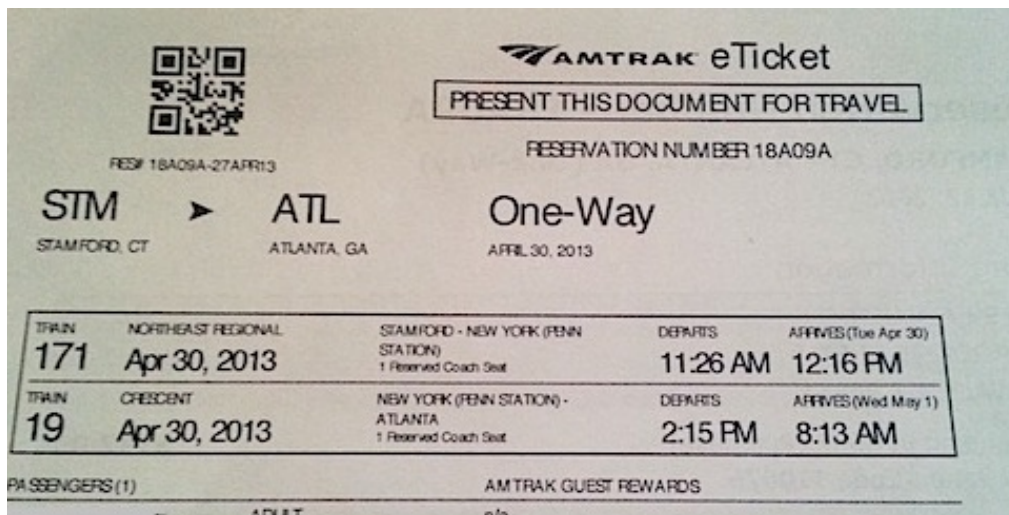 AMTRAK eTicket
PRESENT THIS DOCUMENT FOR TRAVEL
RES# 18A09A-27APR13
RESERVATION NUMBER 18A09A
STM ➤ ATL One-Way
STAMFORD, CT ATLANTA, GA APRIL 30, 2013
TRAIN NORTHEAST REGIONAL STAMFORD - NEW YORK (PENN STATION) DEPARTS ARRIVES (Tue Apr 30)
171 Apr 30, 2013 1 Reserved Coach Seat 11:26 AM 12:16 PM
TRAIN CRESCENT NEW YORK (PENN STATION) - ATLANTA DEPARTS ARRIVES (Wed May 1)
19 Apr 30, 2013 1 Reserved Coach Seat 2:15 PM 8:13 AM
PASSENGERS (1) AMTRAK GUEST REWARDS
ADULT n/a